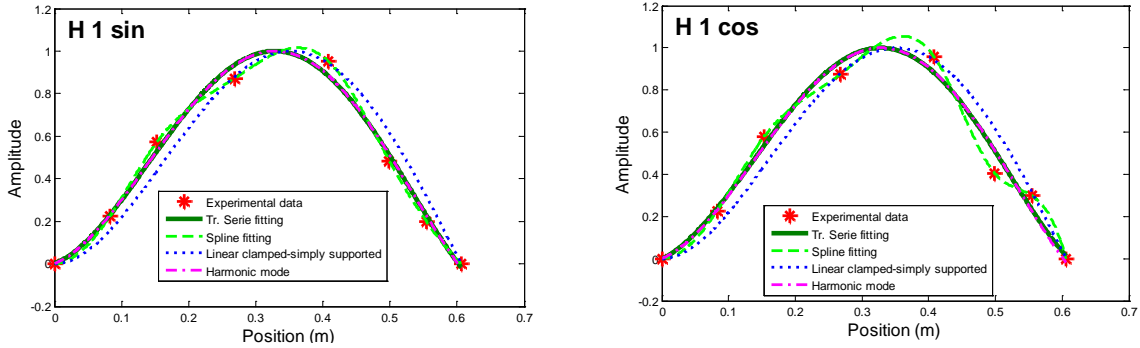 H 1 sin
1.2
1
0.8
0.6
0.4
0.2
0
-0.2
Amplitude
Experimental data
Tr. Serie fitting
Spline fitting
Linear clamped-simply supported
Harmonic mode
0 0.1 0.2 0.3 0.4 0.5 0.6 0.7
Position (m)
H 1 cos
1.2
1
0.8
0.6
0.4
0.2
0
-0.2
Amplitude
Experimental data
Tr. Serie fitting
Spline fitting
Linear clamped-simply supported
Harmonic mode
0 0.1 0.2 0.3 0.4 0.5 0.6 0.7
Position (m)